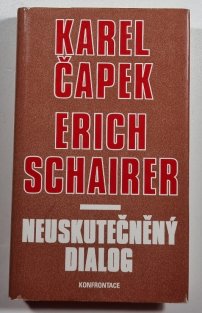 KAREL
ČAPEK
ERICH
SCHAIRER
NEUSKUTEČNĚNÝ
DIALOG
KONFRONTACE